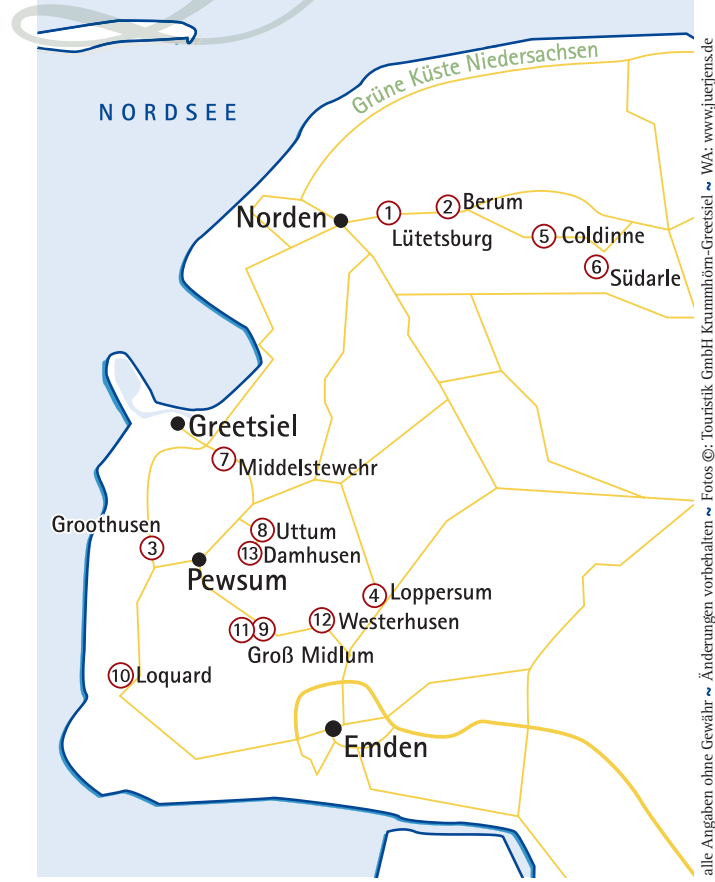 Grüne Küste Niedersachsen
NORDSEE
Norden
1
Lütetsburg
2 Berum
5 Coldinne
6 Südarle
Greetsiel
7 Middelstewehr
Groothusen
3
8 Uttum
13 Damhusen
Pewsum
4 Loppersum
12 Westerhusen
11 9
Groß Midlum
10 Loquard
Emden
alle Angaben ohne Gewähr ~ Änderungen vorbehalten ~ Fotos ©: Touristik GmbH Krummhörn-Greetsiel ~ WA: www.juerjens.de